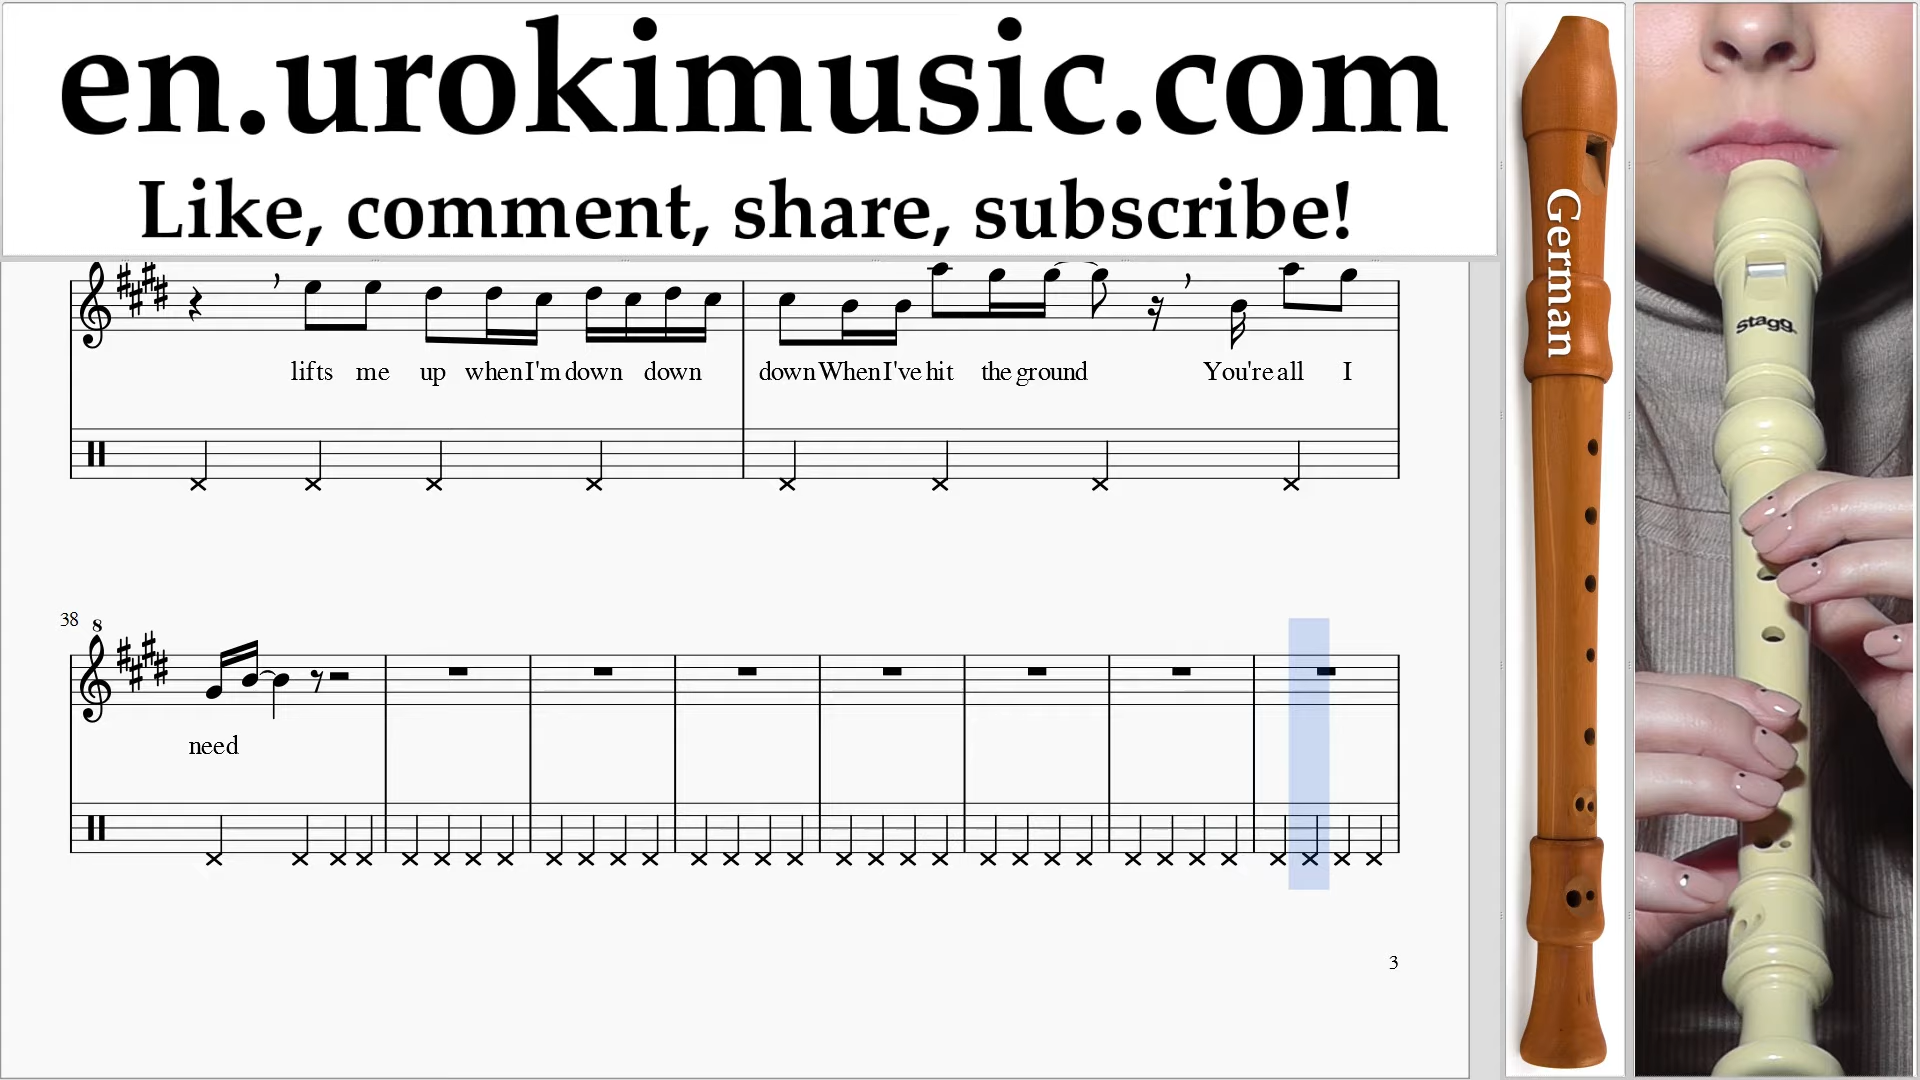 en.urokimusic.com
Like, comment, share, subscribe!
German
Stagg
lifts me up when I'm down down down When I've hit the ground You're all I
38
8
need
3